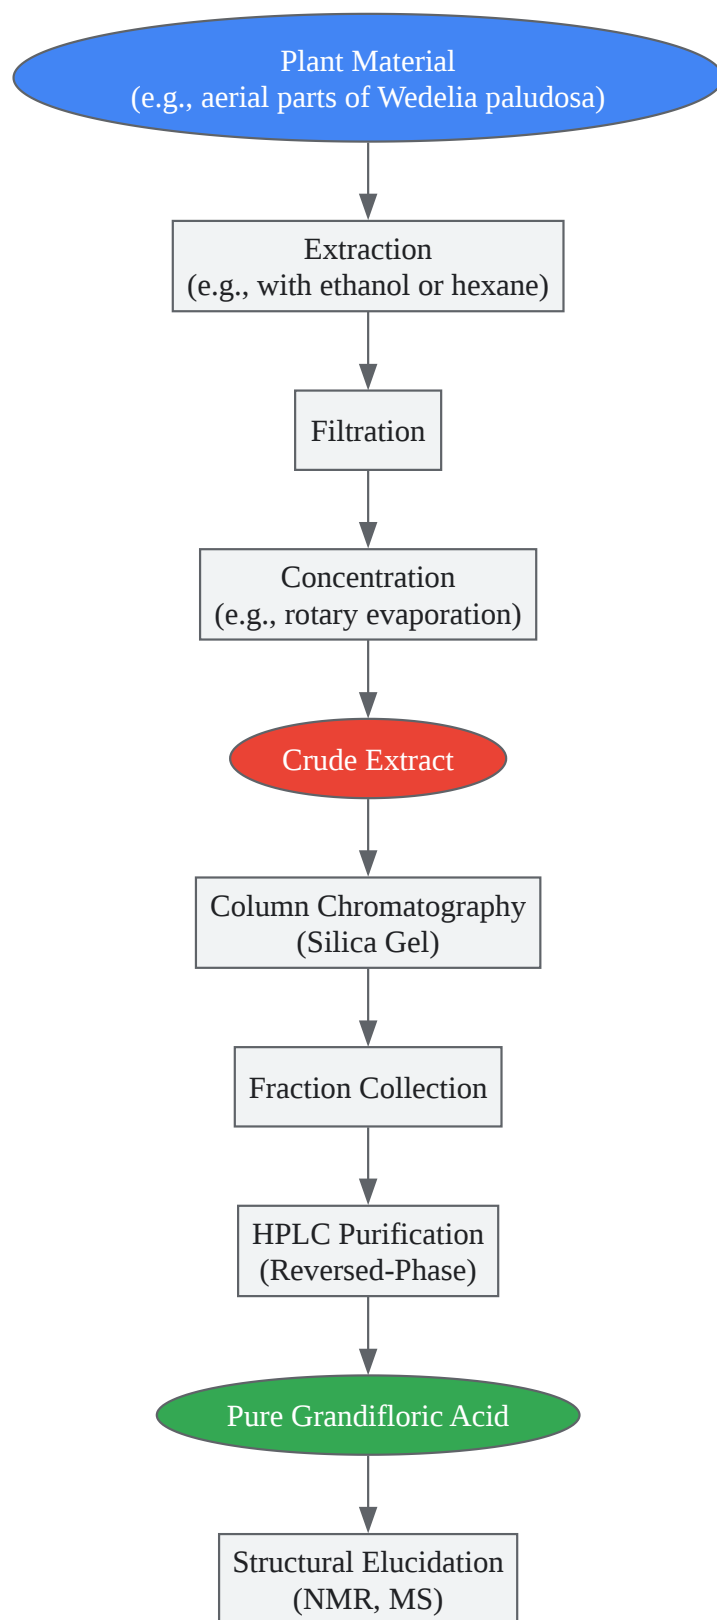 Plant Material
(e.g., aerial parts of Wedelia paludosa)
Extraction
(e.g., with ethanol or hexane)
Filtration
Concentration
(e.g., rotary evaporation)
Crude Extract
Column Chromatography
(Silica Gel)
Fraction Collection
HPLC Purification
(Reversed-Phase)
Pure Grandifloric Acid
Structural Elucidation
(NMR, MS)